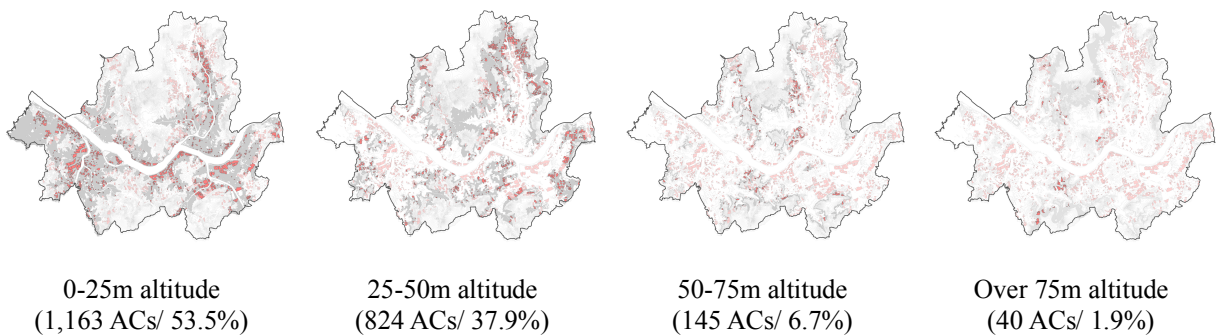 0-25m altitude
(1,163 ACs/ 53.5%)
25-50m altitude
(824 ACs/ 37.9%)
50-75m altitude
(145 ACs/ 6.7%)
Over 75m altitude
(40 ACs/ 1.9%)